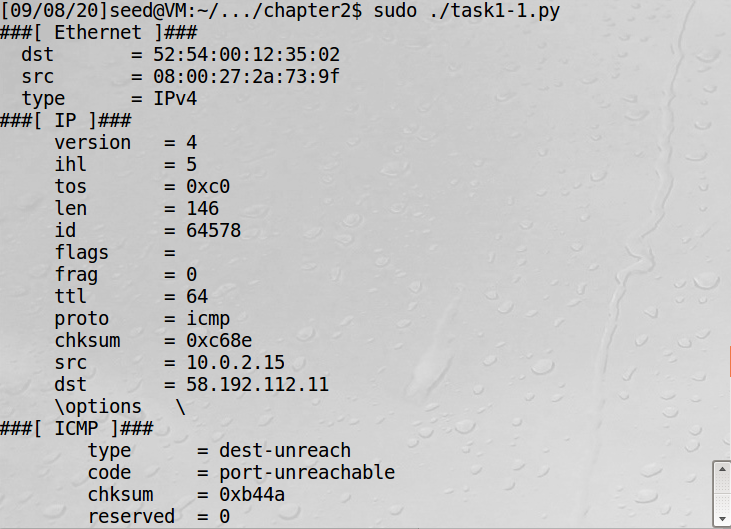 [09/08/20]seed@VM:~/.../chapter2$ sudo ./task1-1.py
###[ Ethernet ]###
  dst       = 52:54:00:12:35:02
  src       = 08:00:27:2a:73:9f
  type      = IPv4
###[ IP ]###
     version   = 4
     ihl       = 5
     tos       = 0xc0
     len       = 146
     id        = 64578
     flags     =
     frag      = 0
     ttl       = 64
     proto     = icmp
     chksum    = 0xc68e
     src       = 10.0.2.15
     dst       = 58.192.112.11
     \options   \
###[ ICMP ]###
        type      = dest-unreach
        code      = port-unreachable
        chksum    = 0xb44a
        reserved  = 0